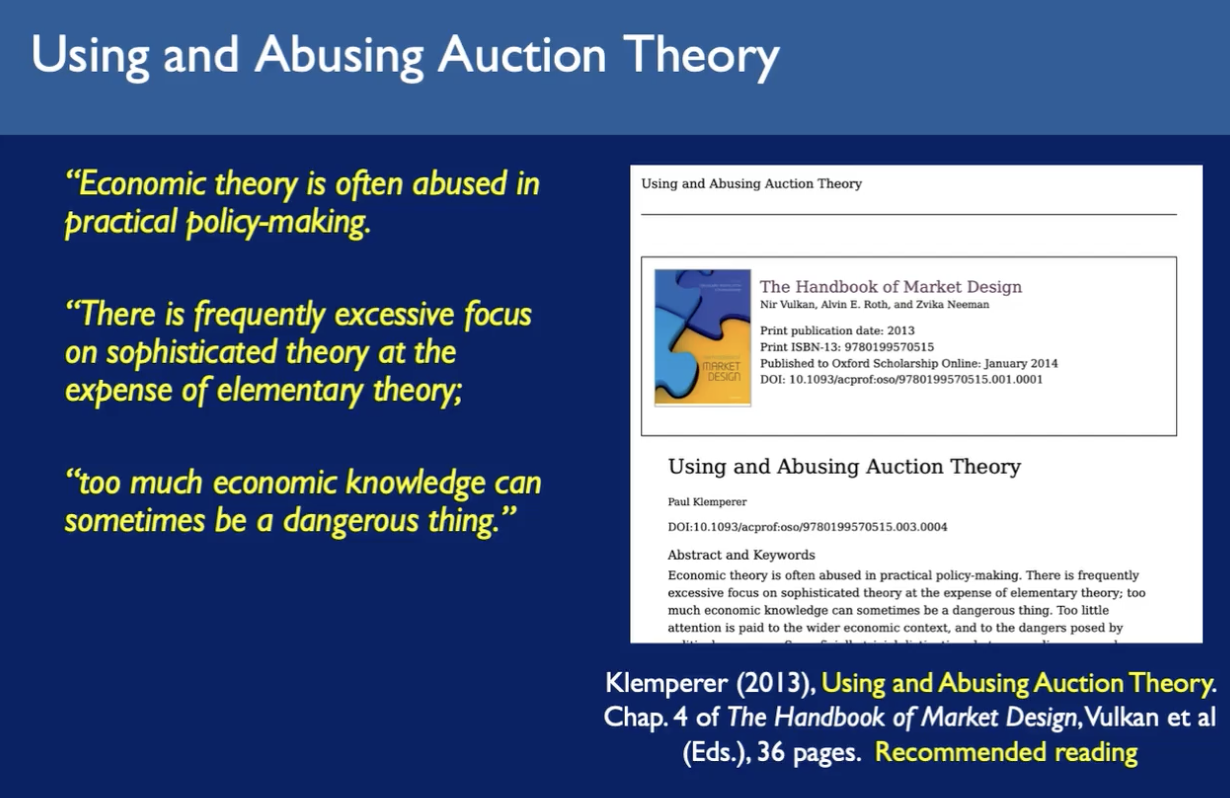 Using and Abusing Auction Theory
“Economic theory is often abused in
practical policy-making.
“There is frequently excessive focus
on sophisticated theory at the
expense of elementary theory;
“too much economic knowledge can
sometimes be a dangerous thing.”
Using and Abusing Auction Theory
The Handbook of Market Design
Nir Vulkan, Alvin E. Roth, and Zvika Neeman
Print publication date: 2013
Print ISBN-13: 9780199570515
Published to Oxford Scholarship Online: January 2014
DOI: 10.1093/acprof:oso/9780199570515.001.0001
MARKET
DESIGN
Using and Abusing Auction Theory
Paul Klemperer
DOI:10.1093/acprof:oso/9780199570515.003.0004
Abstract and Keywords
Economic theory is often abused in practical policy-making. There is frequently
excessive focus on sophisticated theory at the expense of elementary theory; too
much economic knowledge can sometimes be a dangerous thing. Too little
attention is paid to the wider economic context, and to the dangers posed by
Klemperer (2013), Using and Abusing Auction Theory.
Chap. 4 of The Handbook of Market Design, Vulkan et al
(Eds.), 36 pages. Recommended reading